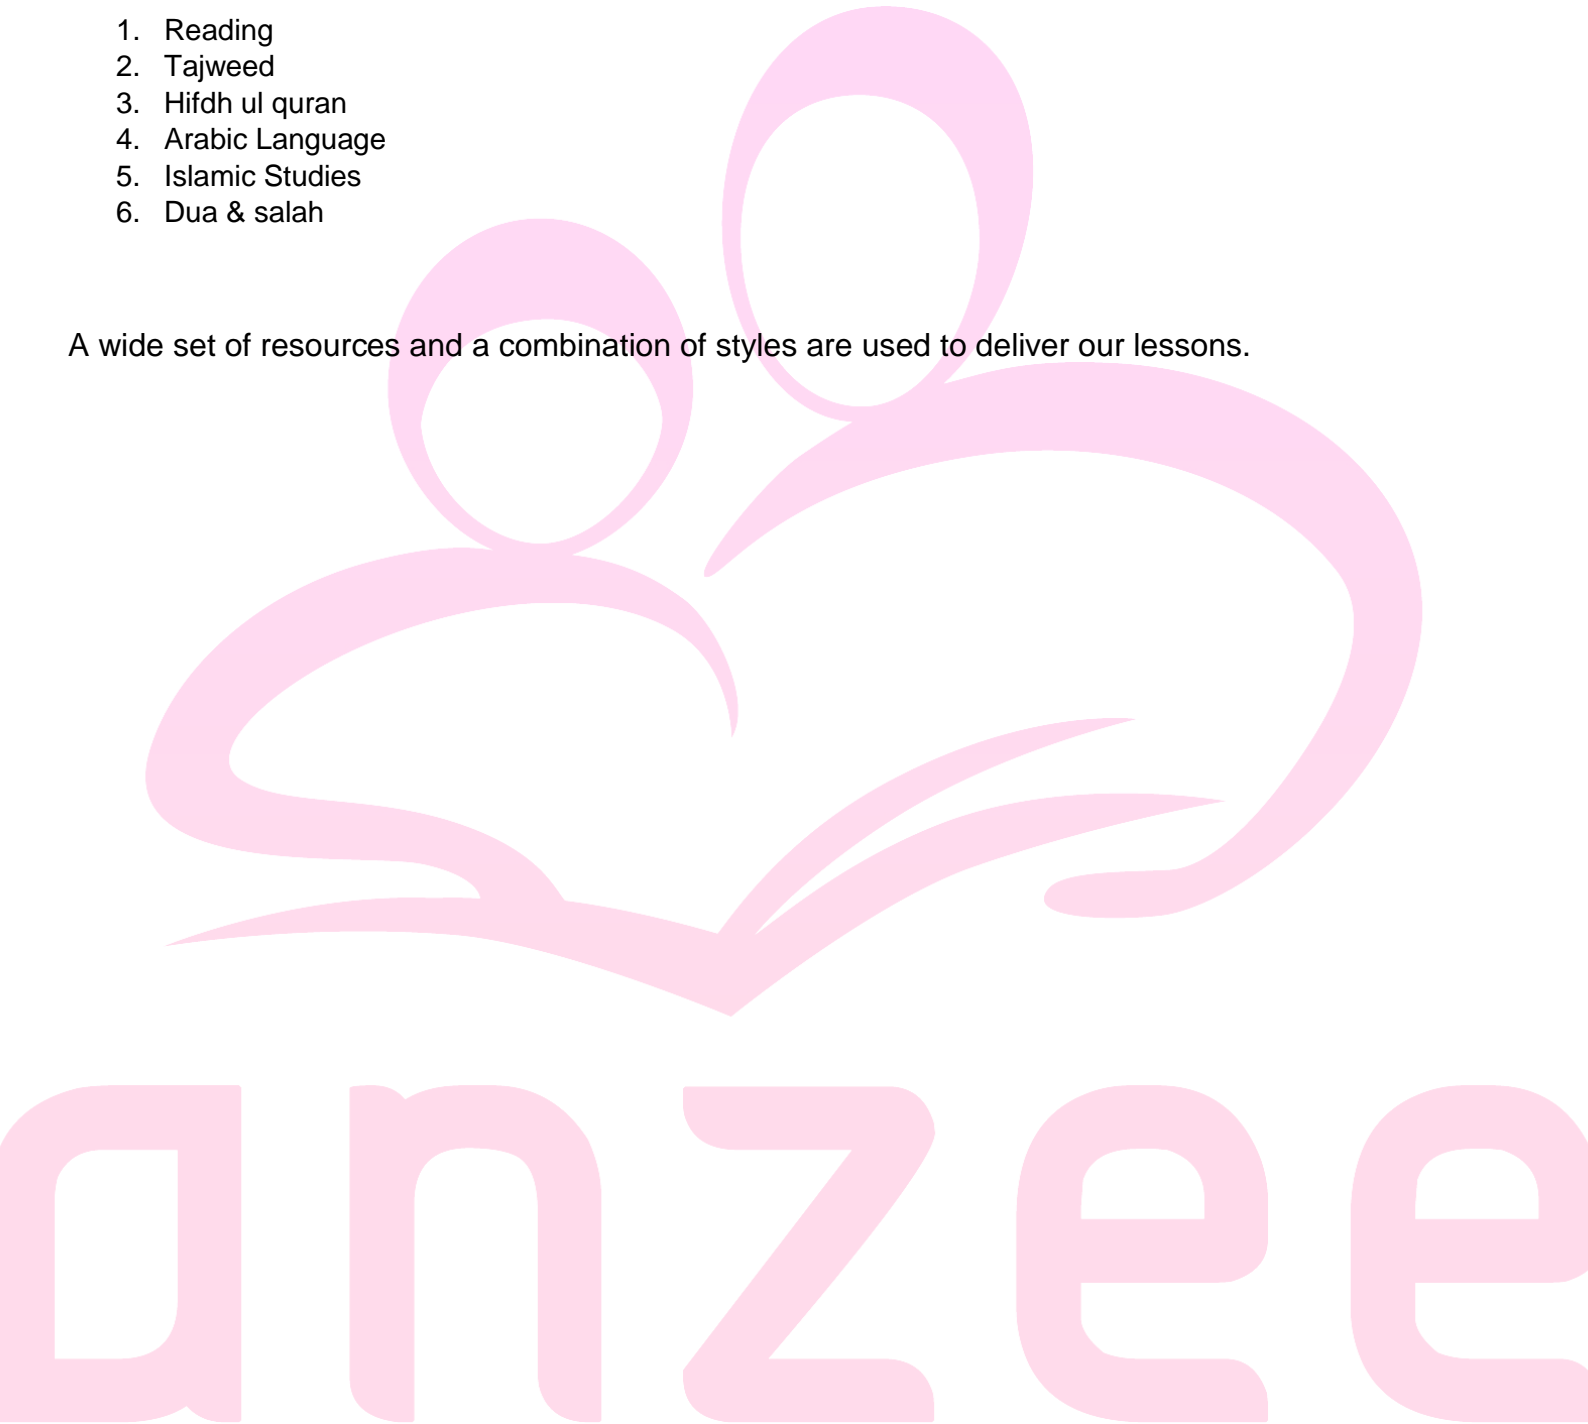 1. Reading
2. Tajweed
3. Hifdh ul quran
4. Arabic Language
5. Islamic Studies
6. Dua & salah
A wide set of resources and a combination of styles are used to deliver our lessons.
anzee